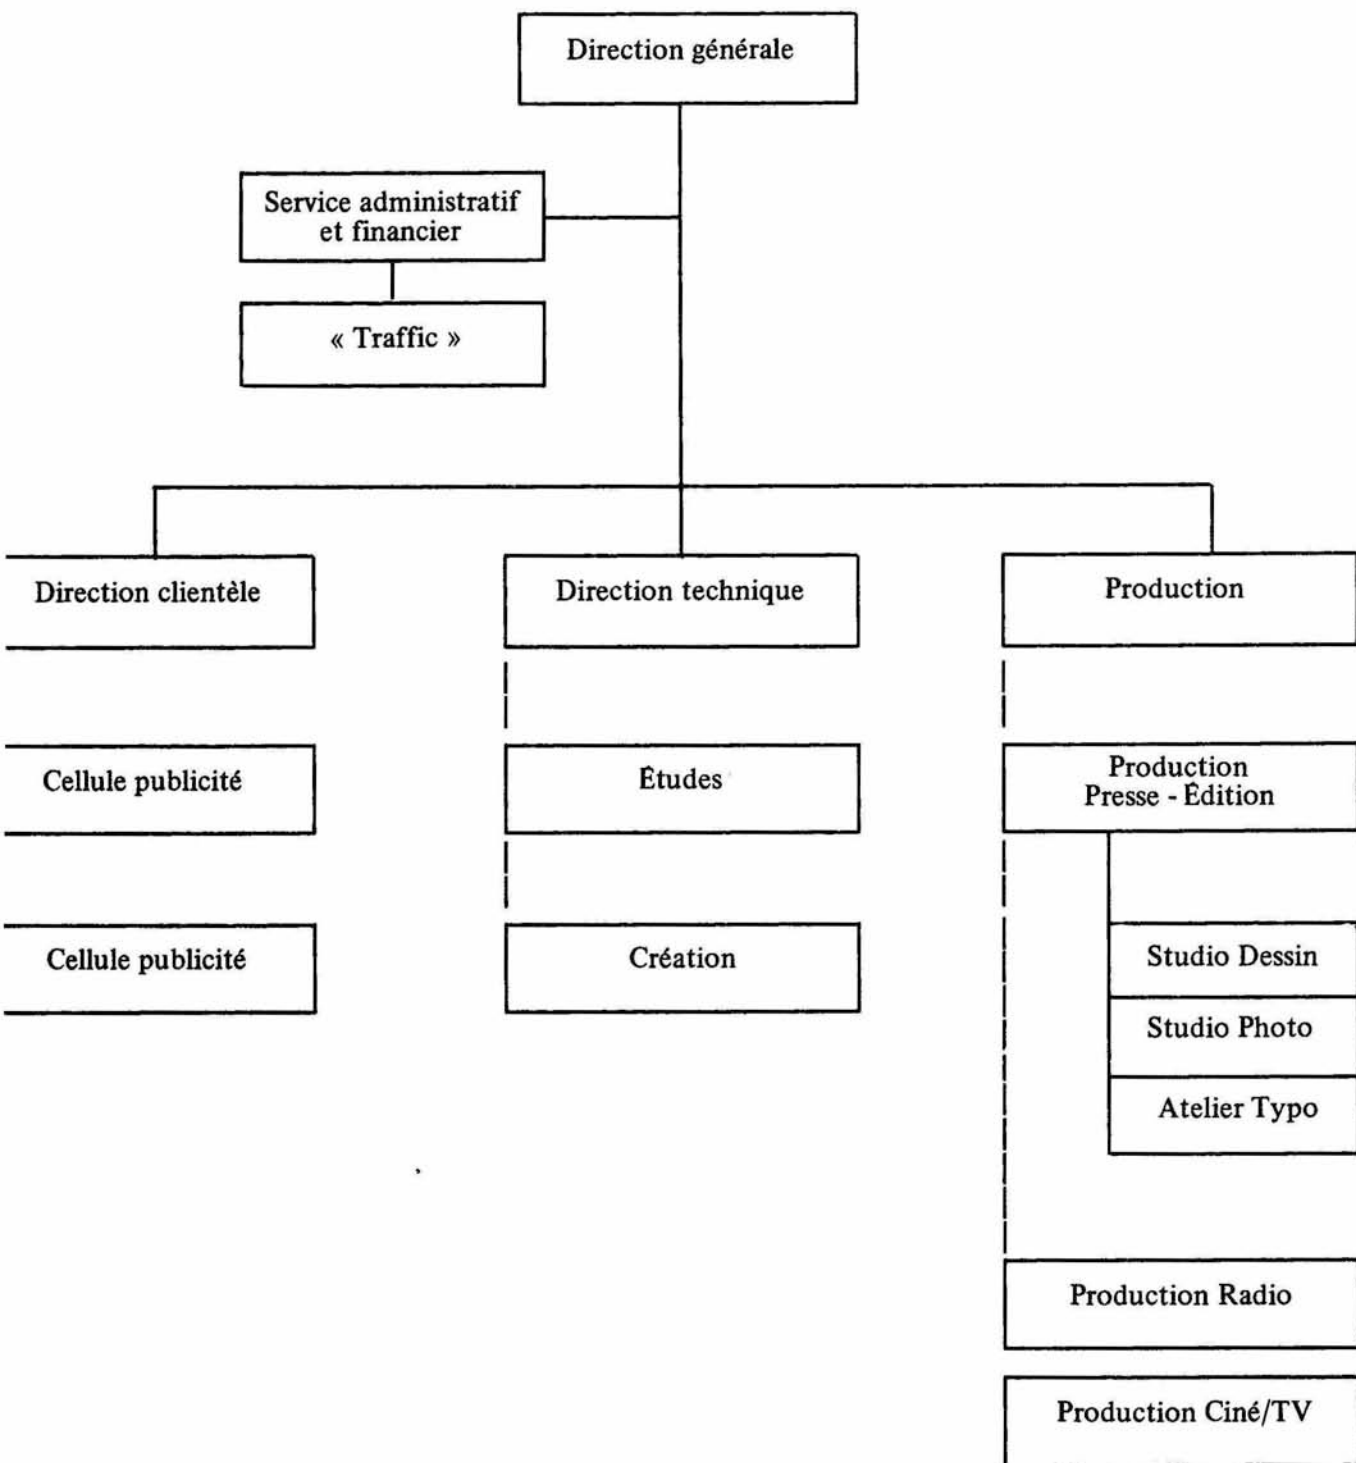 Direction générale
Service administratif
et financier
« Traffic »
Direction clientèle
Direction technique
Production
Cellule publicité
Études
Production
Presse - Édition
Cellule publicité
Création
Studio Dessin
Studio Photo
Atelier Typo
Production Radio
Production Ciné/TV